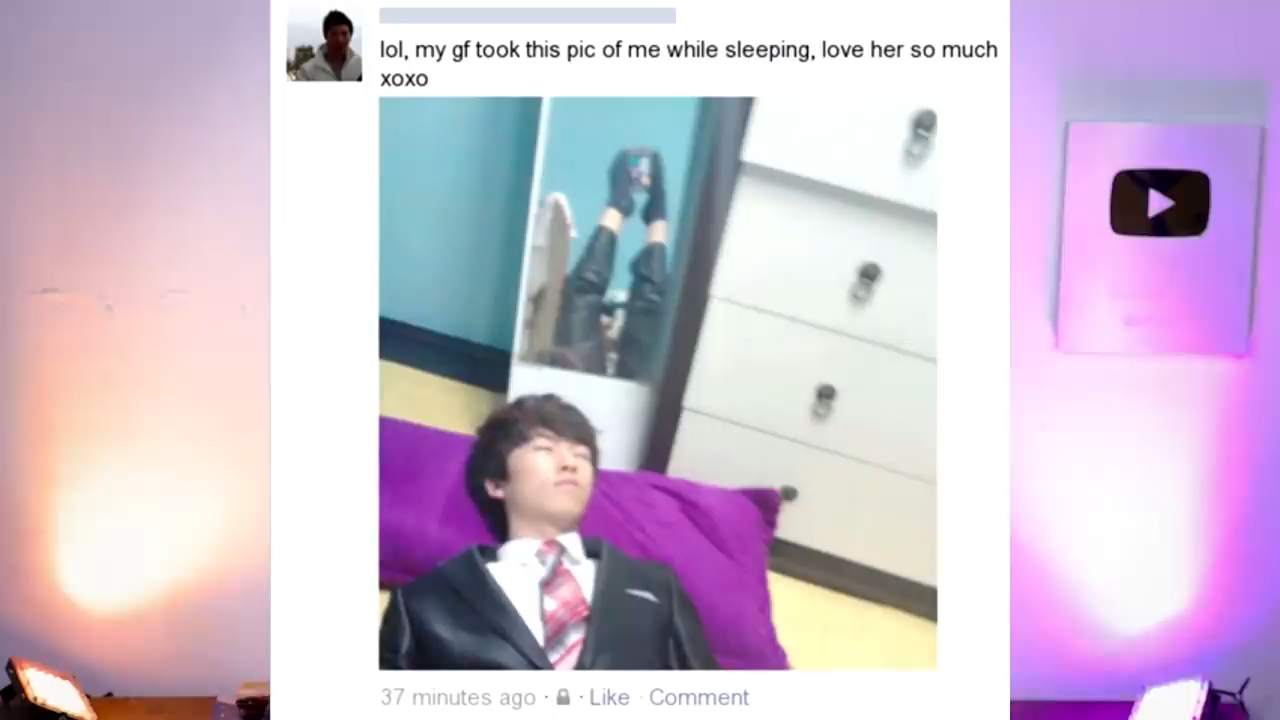 lol, my gf took this pic of me while sleeping, love her so much
xoxo
37 minutes ago · Like · Comment